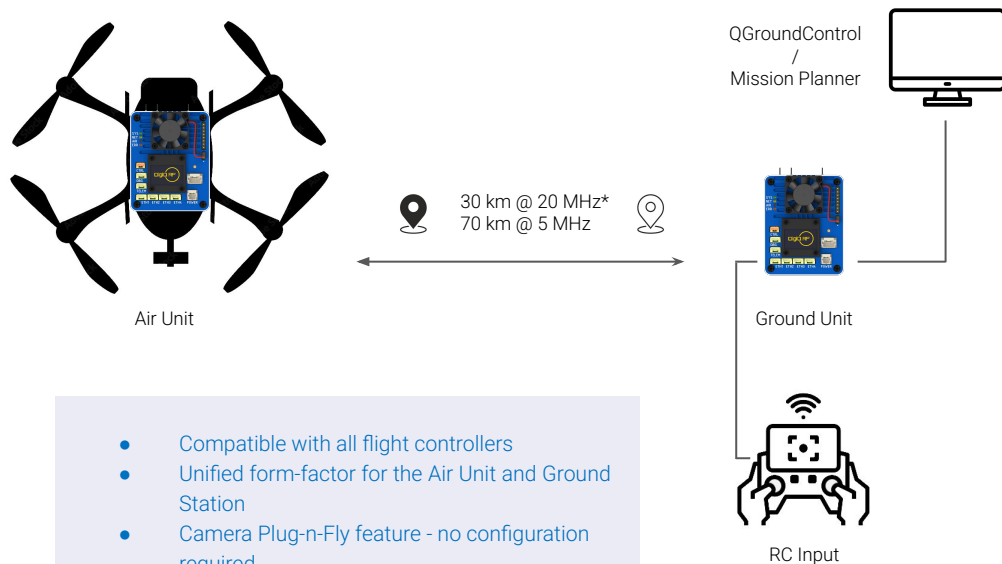 QGroundControl
/
Mission Planner
30 km @ 20 MHz*
70 km @ 5 MHz
Air Unit
Ground Unit
● Compatible with all flight controllers
● Unified form-factor for the Air Unit and Ground
Station
● Camera Plug-n-Fly feature - no configuration
required
RC Input